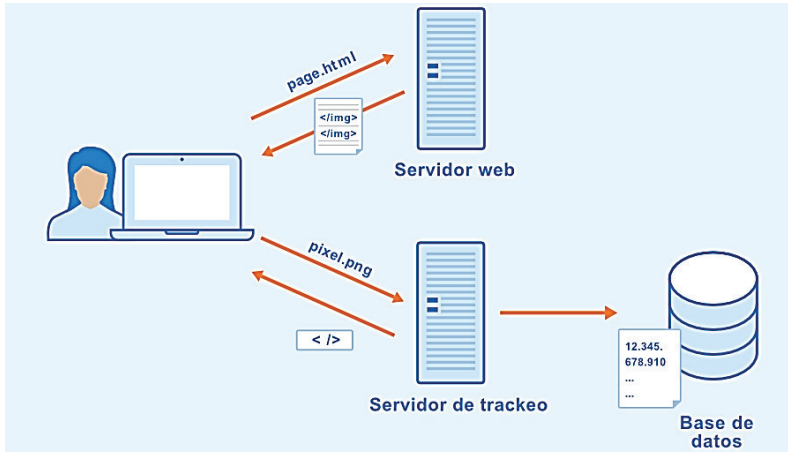 page.html
</img>
</img>
Servidor web
pixel.png
< />
Servidor de trackeo
12.345.
678.910
...
...
Base de
datos